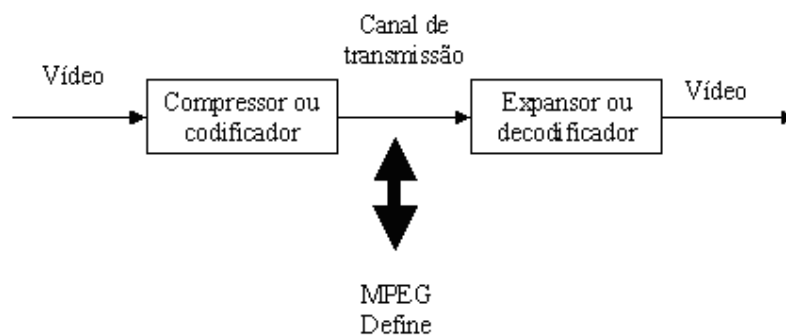 Canal de
transmissão
Vídeo
Compressor ou
codificador
Expansor ou
decodificador
Vídeo
MPEG
Define